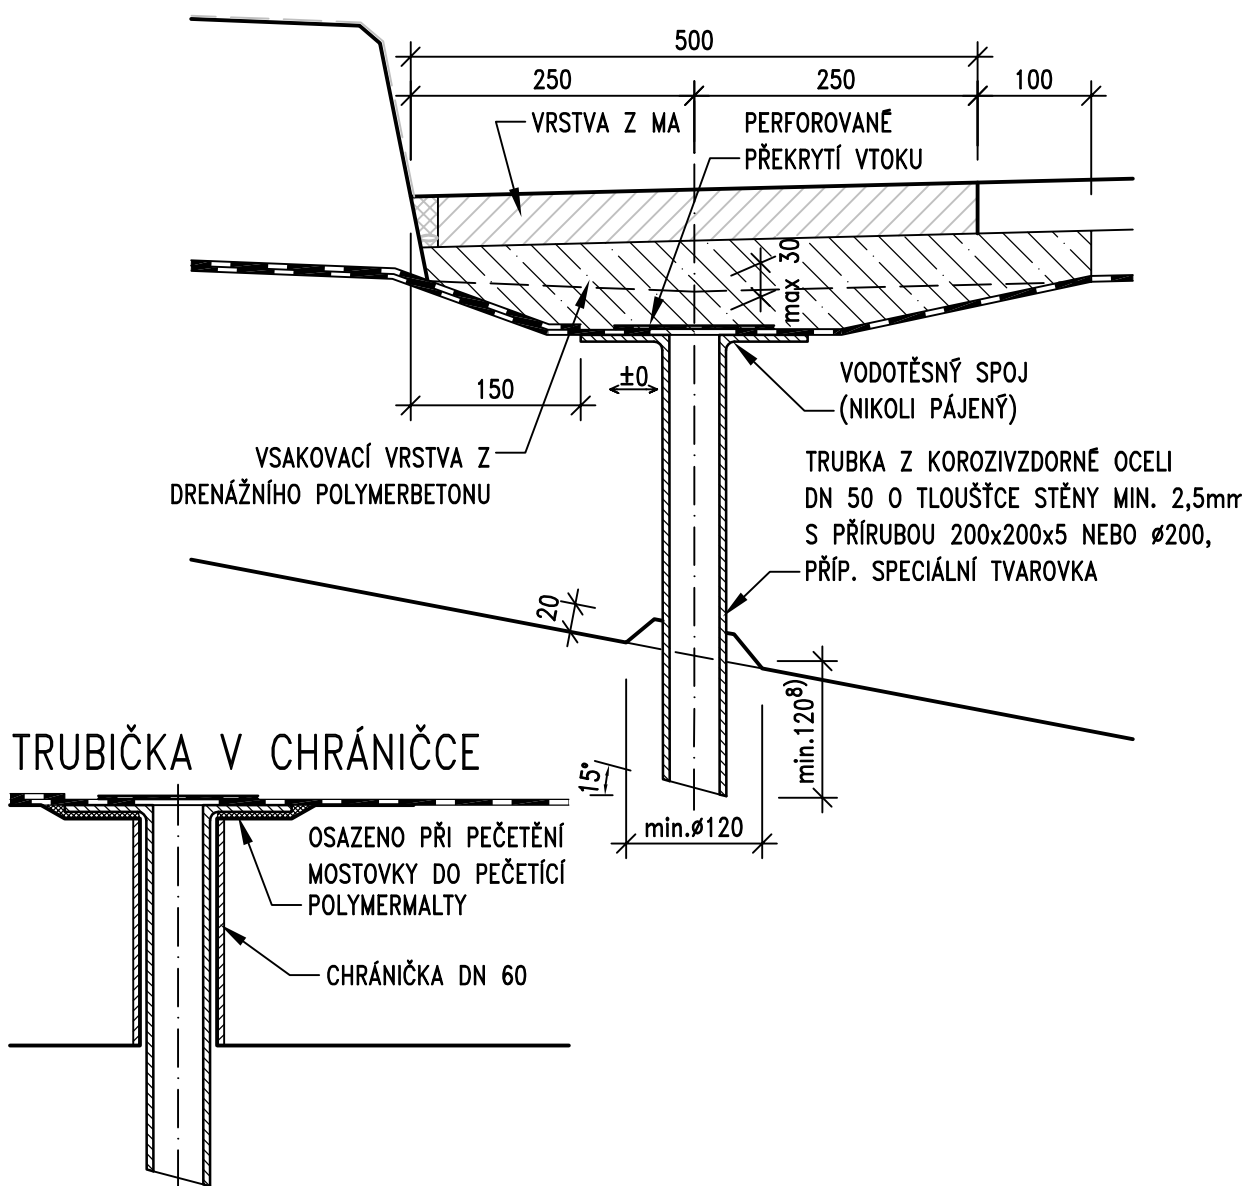 500
250
250
100
VRSTVA Z MA
PERFOROVANÉ
PŘEKRYTÍ VTOKU
max 30
150
±0
VODOTĚSNÝ SPOJ
(NIKOLI PÁJENÝ)
VSAKOVACÍ VRSTVA Z
DRENÁŽNÍHO POLYMERBETONU
TRUBKA Z KOROZIVZDORNÉ OCELI
DN 50 O TLOUŠŤCE STĚNY MIN. 2,5mm
S PŘÍRUBOU 200x200x5 NEBO ø200,
PŘÍP. SPECIÁLNÍ TVAROVKA
20
min.120⁸⁾
15°
min.ø120
TRUBIČKA V CHRÁNIČCE
OSAZENO PŘI PEČETĚNÍ
MOSTOVKY DO PEČETÍCÍ
POLYMERMALTY
CHRÁNIČKA DN 60